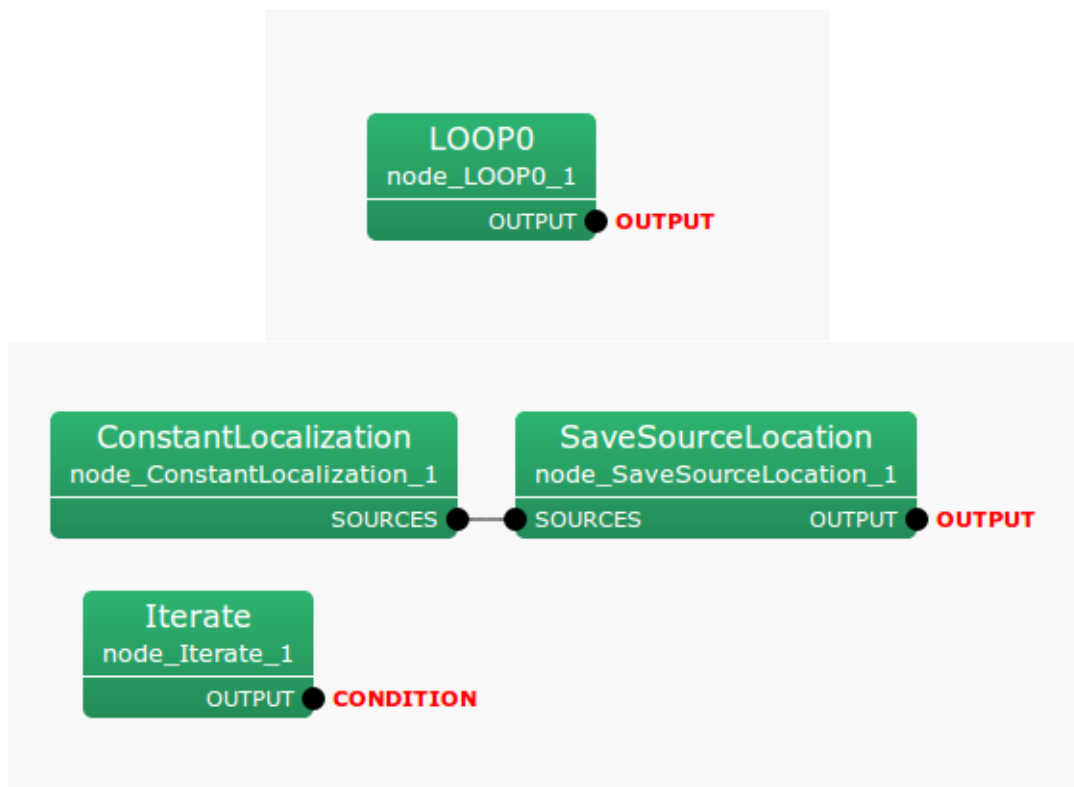 LOOP0
node_LOOP0_1
OUTPUT OUTPUT
ConstantLocalization
node_ConstantLocalization_1
SOURCES
SaveSourceLocation
node_SaveSourceLocation_1
SOURCES OUTPUT OUTPUT
Iterate
node_Iterate_1
OUTPUT CONDITION